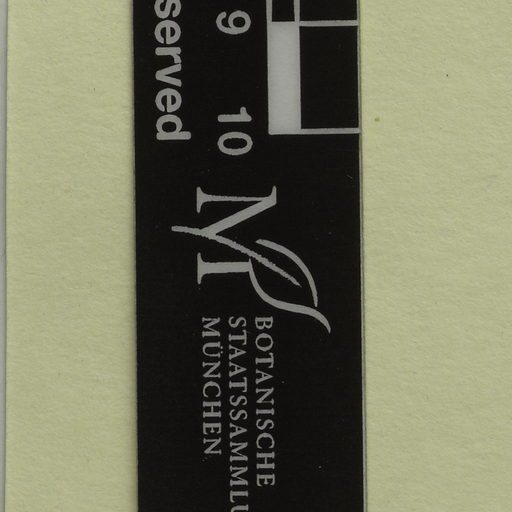 9 10
served
BOTANISCHE
STAATSSAMMLU
MÜNCHEN